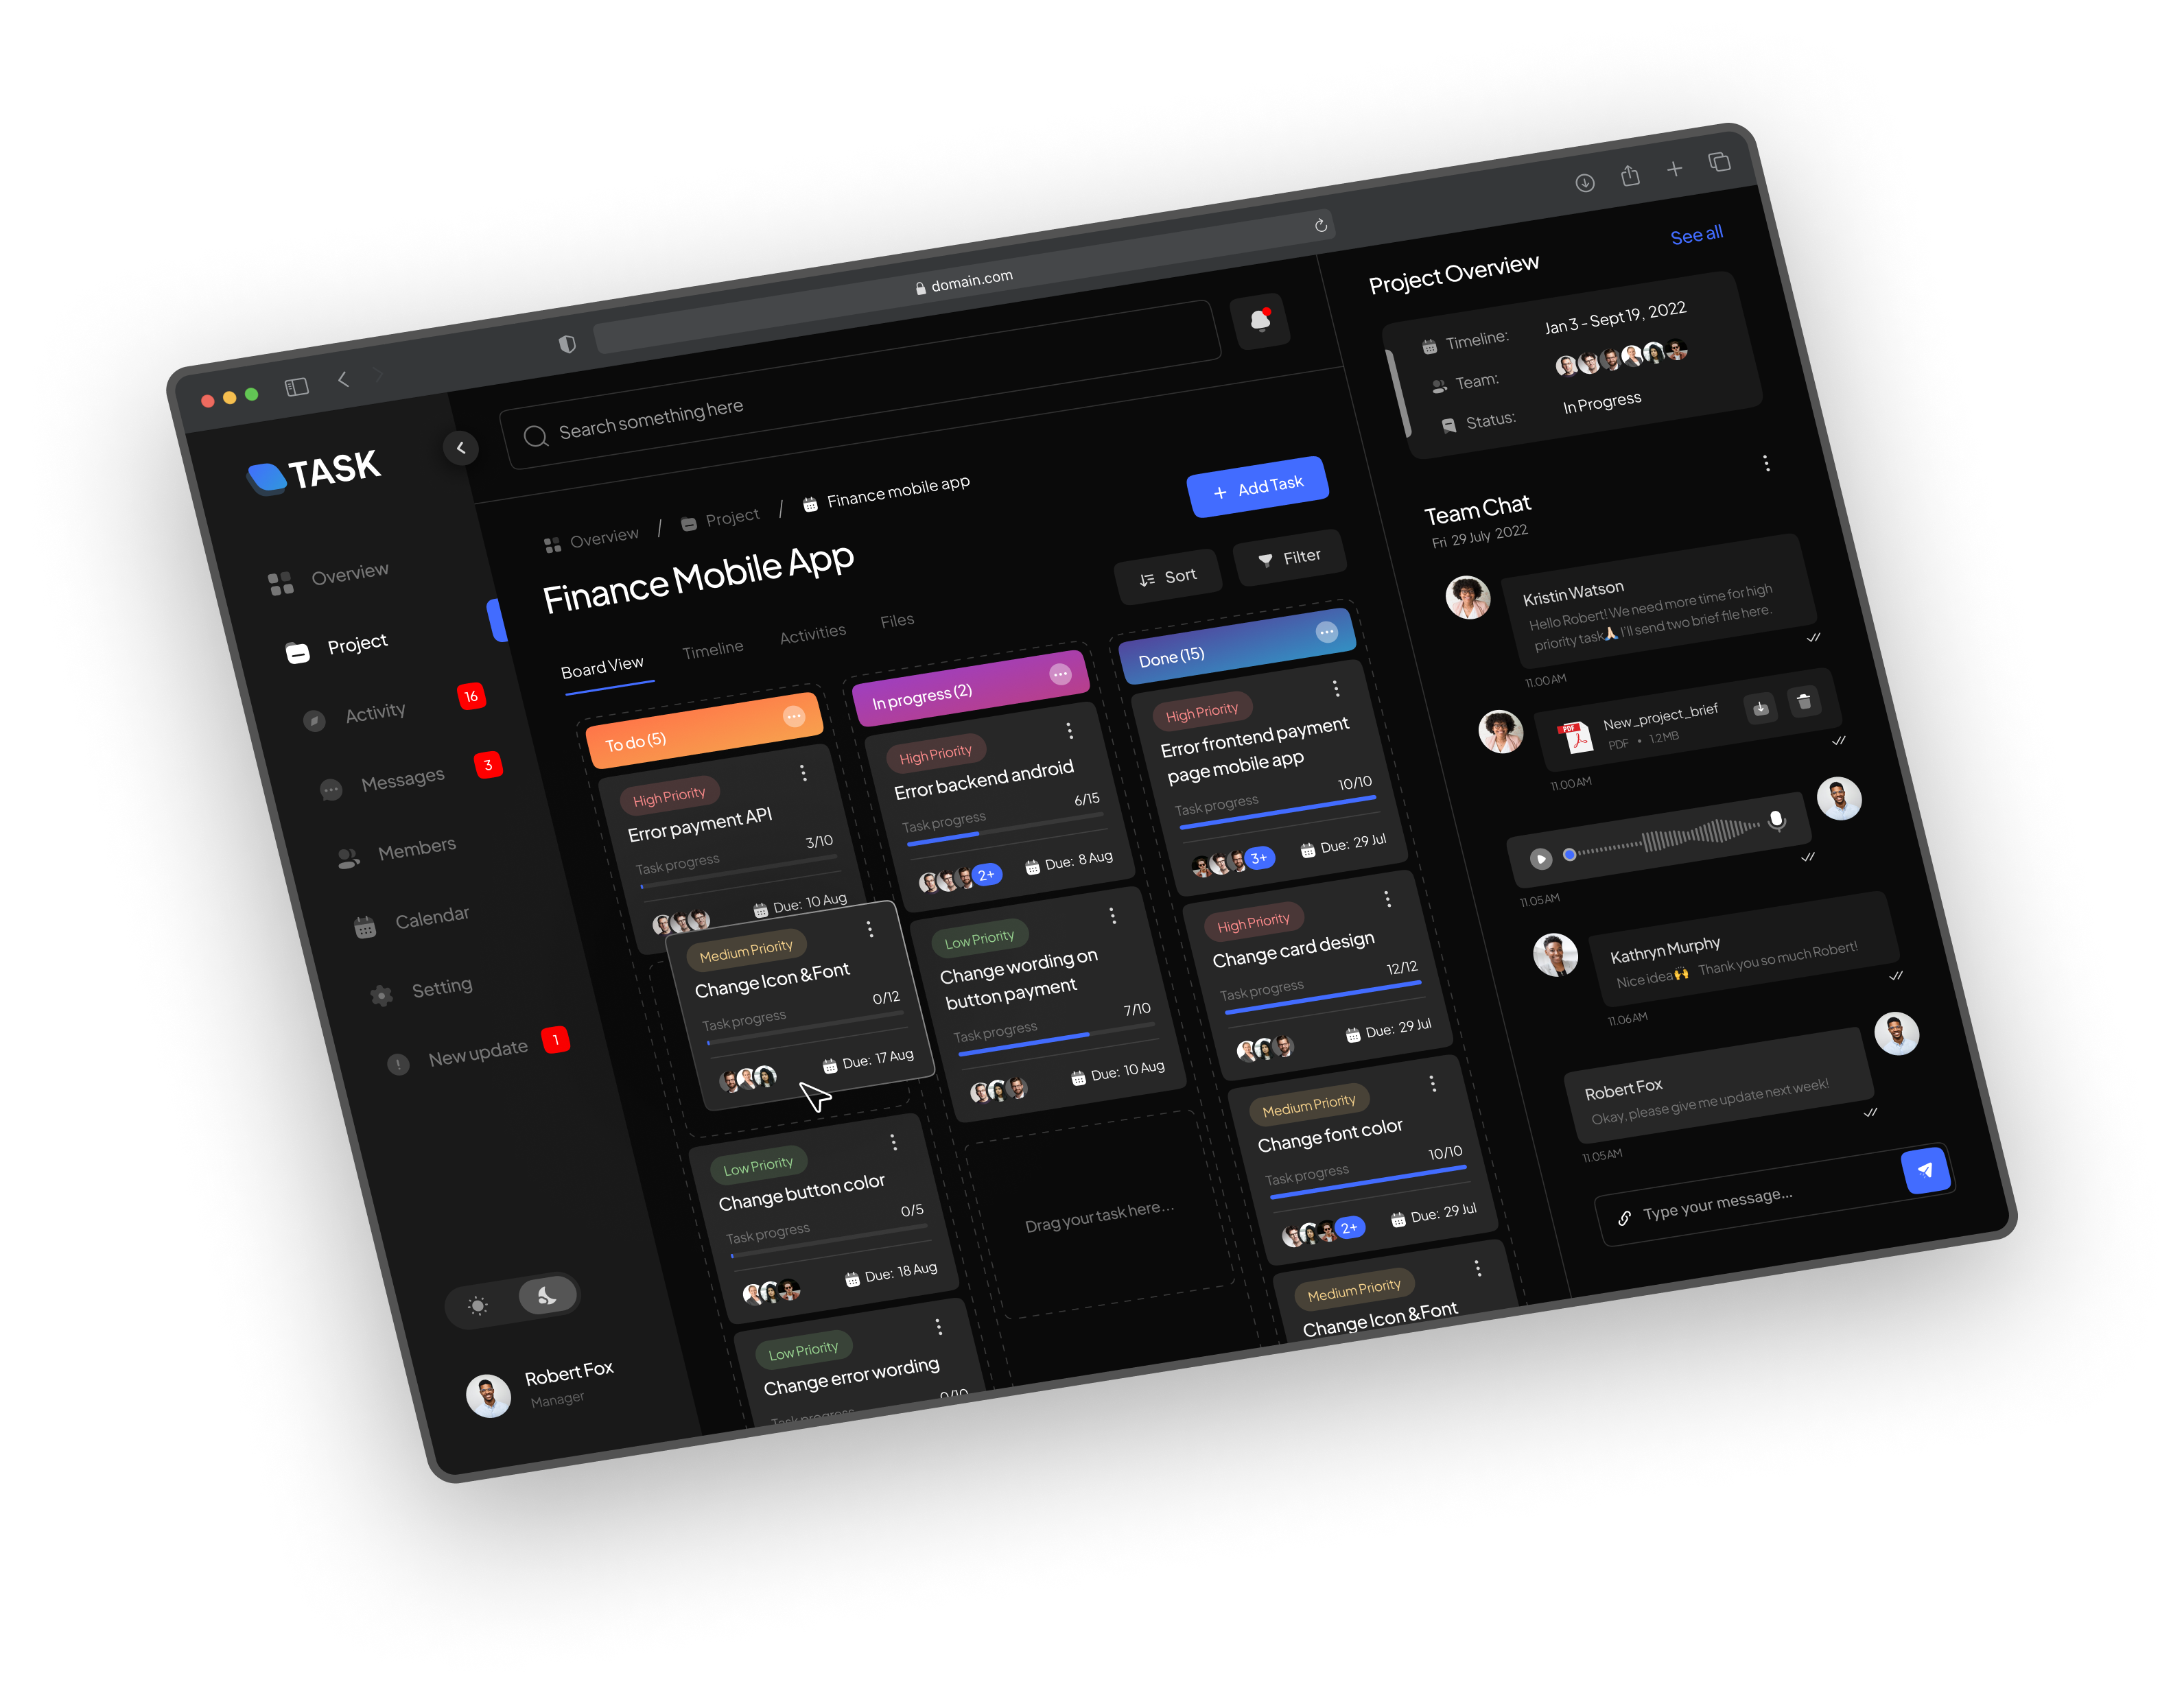 domain.com
TASK
Overview
Project
Activity
16
Messages
3
Members
Calendar
Setting
New update
1
Robert Fox
Manager
Search something here
Overview / Project / Finance mobile app
Finance Mobile App
+ Add Task
Sort
Filter
Board View
Timeline
Activities
Files
To do (5)
High Priority
Error payment API
Task progress
3/10
Due: 10 Aug
Medium Priority
Change Icon &Font
Task progress
0/12
Due: 17 Aug
Low Priority
Change button color
Task progress
0/5
Due: 18 Aug
Low Priority
Change error wording
Task progress
0/10
In progress (2)
High Priority
Error backend android
Task progress
6/15
2+
Due: 8 Aug
Low Priority
Change wording on
button payment
Task progress
7/10
Due: 10 Aug
Drag your task here...
Done (15)
High Priority
Error frontend payment
page mobile app
Task progress
10/10
3+
Due: 29 Jul
High Priority
Change card design
Task progress
12/12
Due: 29 Jul
Medium Priority
Change font color
Task progress
10/10
2+
Due: 29 Jul
Medium Priority
Change Icon &Font
Project Overview
See all
Timeline:
Jan 3 - Sept 19, 2022
Team:
Status:
In Progress
Team Chat
Fri 29 July 2022
Kristin Watson
Hello Robert! We need more time for high
priority task🙏 I'll send two brief file here.
11.00 AM
PDF
New_project_brief
PDF • 1.2MB
11.00 AM
11.05 AM
Kathryn Murphy
Nice idea🙌 Thank you so much Robert!
11.06 AM
Robert Fox
Okay, please give me update next week!
11.05 AM
Type your message...